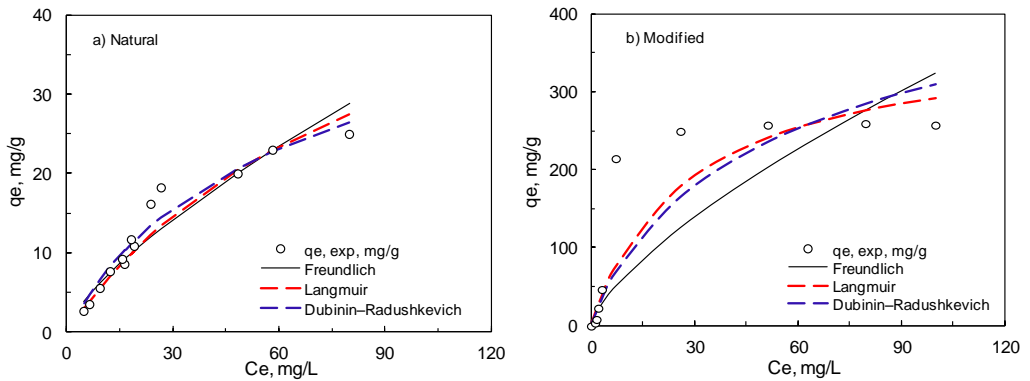 a) Natural
qe, mg/g
40
30
20
10
0
0
30
60
90
120
Ce, mg/L
qe, exp, mg/g
Freundlich
Langmuir
Dubinin–Radushkevich
b) Modified
qe, mg/g
400
300
200
100
0
0
30
60
90
120
Ce, mg/L
qe, exp, mg/g
Freundlich
Langmuir
Dubinin–Radushkevich